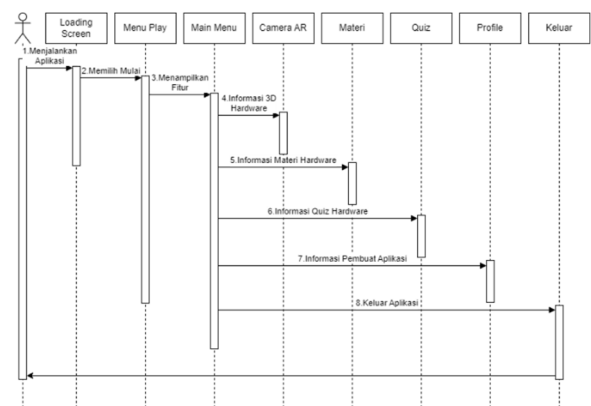 Loading
Screen
Menu Play
Main Menu
Camera AR
Materi
Quiz
Profile
Keluar
1.Menjalankan
Aplikasi
2.Memilih Mulai
3.Menampilkan
Fitur
4.Informasi 3D
Hardware
5.Informasi Materi Hardware
6.Informasi Quiz Hardware
7.Informasi Pembuat Aplikasi
8.Keluar Aplikasi